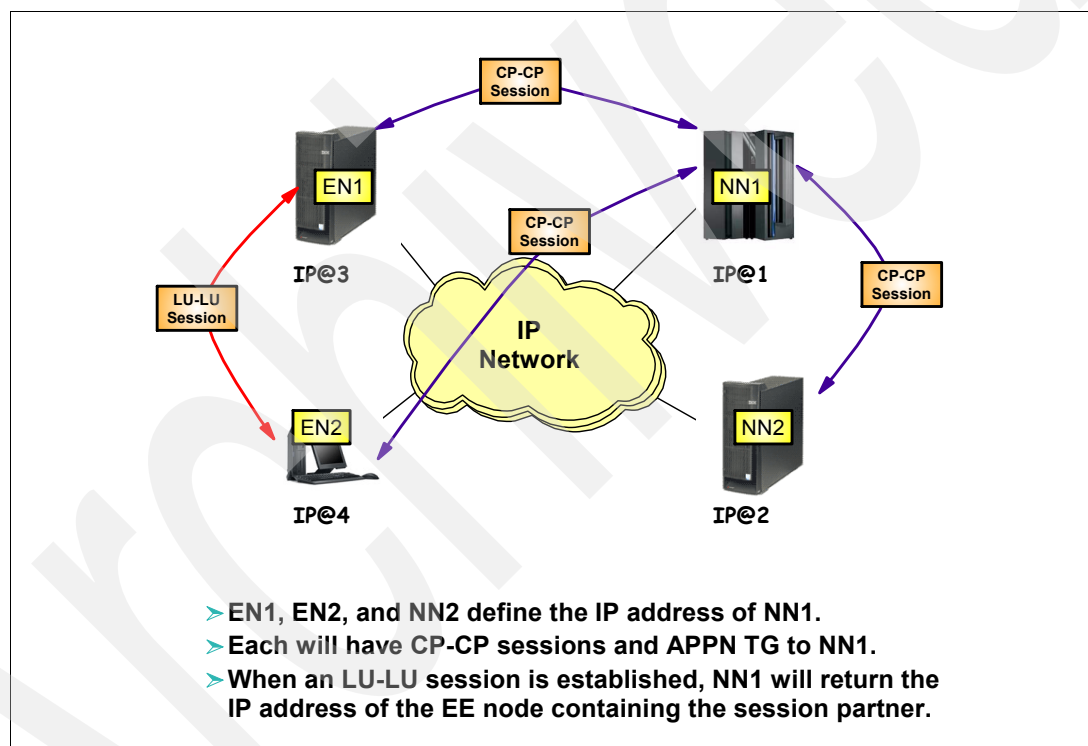 CP-CP
Session
EN1
NN1
CP-CP
Session
IP@3
IP@1
CP-CP
Session
LU-LU
Session
IP
Network
EN2
NN2
IP@4
IP@2
➢EN1, EN2, and NN2 define the IP address of NN1.
➢Each will have CP-CP sessions and APPN TG to NN1.
➢When an LU-LU session is established, NN1 will return the
IP address of the EE node containing the session partner.